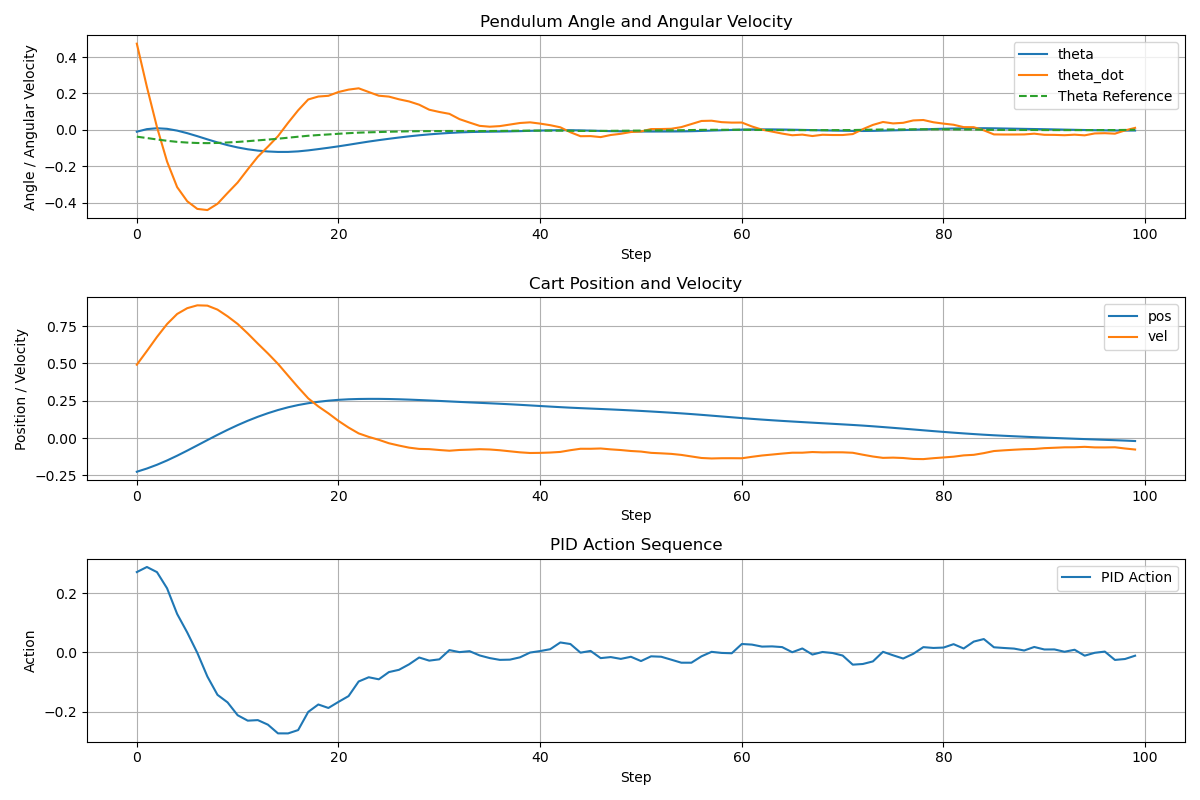 Pendulum Angle and Angular Velocity
Angle / Angular Velocity
0.4
0.2
0.0
−0.2
−0.4
theta
theta_dot
Theta Reference
0 20 40 60 80 100
Step
Cart Position and Velocity
Position / Velocity
0.75
0.50
0.25
0.00
−0.25
pos
vel
0 20 40 60 80 100
Step
PID Action Sequence
Action
0.2
0.0
−0.2
PID Action
0 20 40 60 80 100
Step